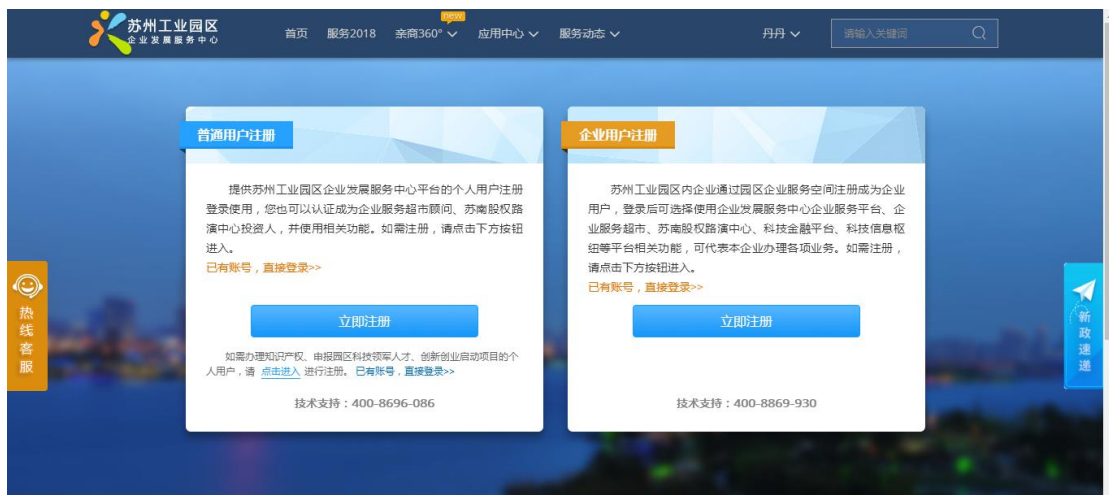 苏州工业园区
企业发展服务中心
首页 服务2018 亲商360° 应用中心 服务动态 丹丹 请输入关键词
new
普通用户注册
提供苏州工业园区企业发展服务中心平台的个人用户注册
登录使用，您也可以认证成为企业服务超市顾问、苏南股权路
演中心投资人，并使用相关功能。如需注册，请点击下方按钮
进入。
已有账号，直接登录>>
立即注册
如需办理知识产权、申报园区科技领军人才、创新创业启动项目的个
人用户，请 点击进入 进行注册。 已有账号，直接登录>>
技术支持：400-8696-086
企业用户注册
苏州工业园区内企业通过园区企业服务空间注册成为企业
用户，登录后可选择使用企业发展服务中心企业服务平台、企
业服务超市、苏南股权路演中心、科技金融平台、科技信息枢
纽等平台相关功能，可代表本企业办理各项业务。如需注册，
请点击下方按钮进入。
已有账号，直接登录>>
立即注册
技术支持：400-8869-930
热线客服
新政速递